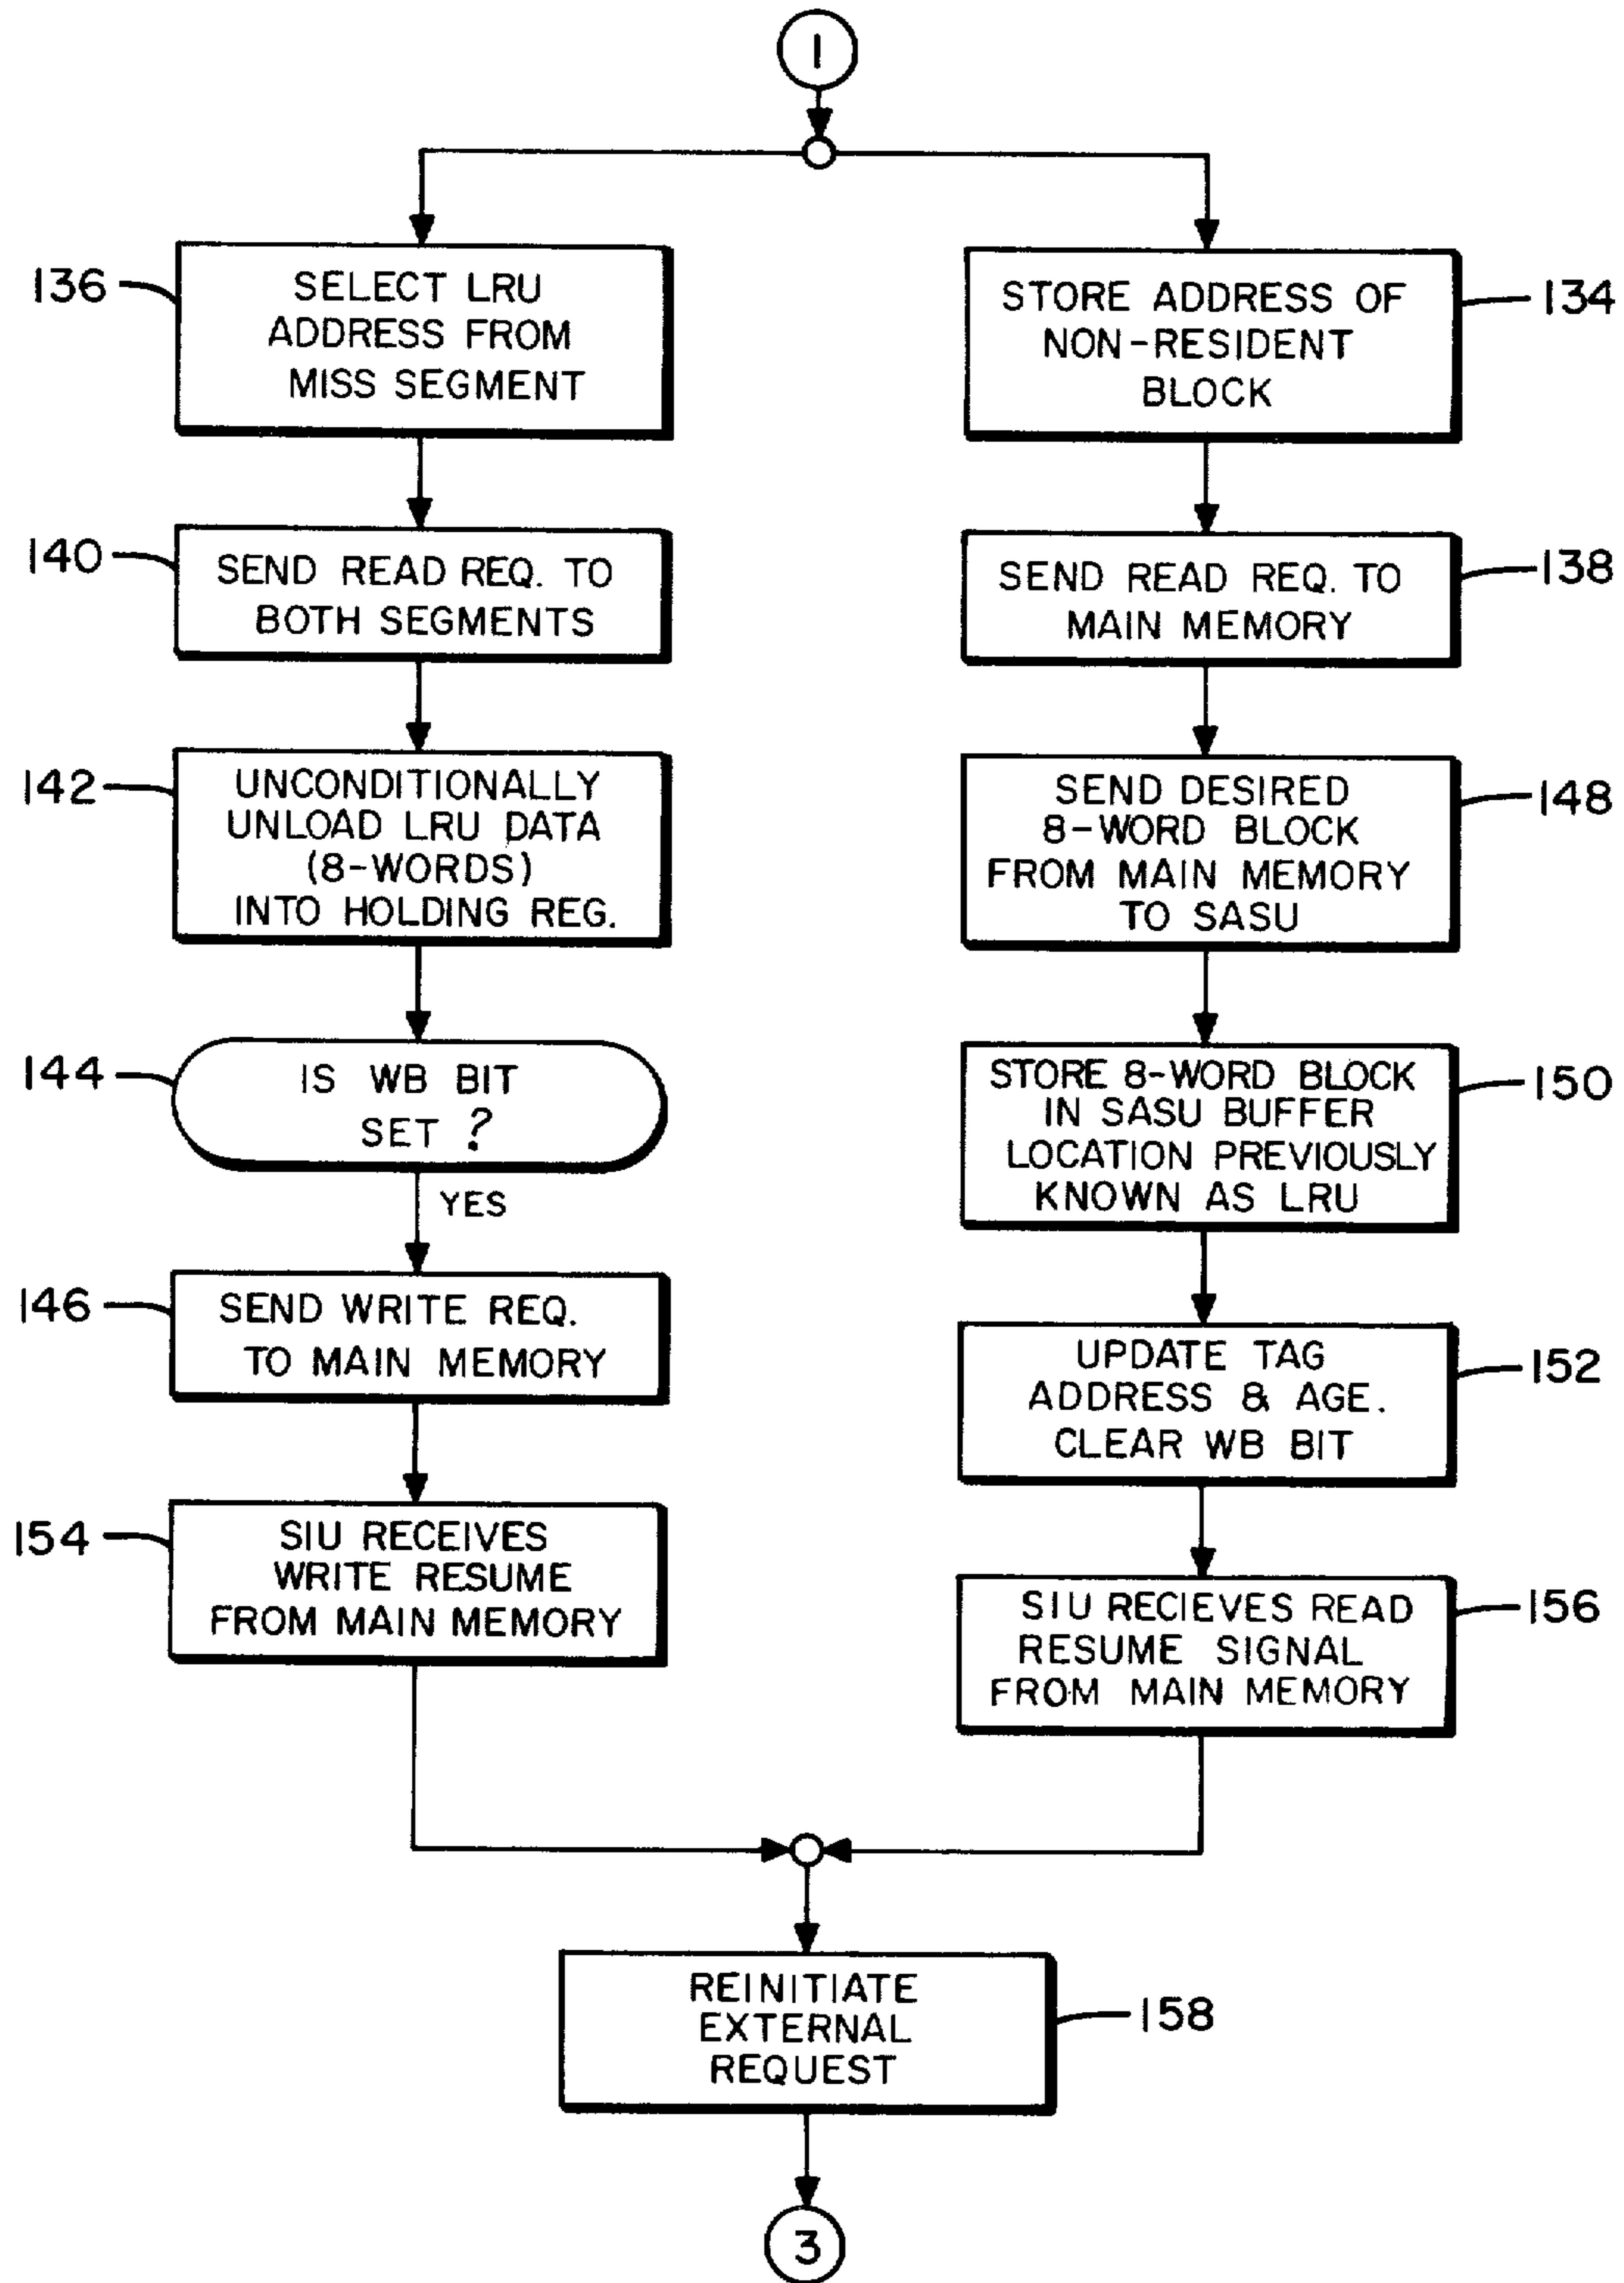 1
136
SELECT LRU
ADDRESS FROM
MISS SEGMENT
STORE ADDRESS OF
NON-RESIDENT
BLOCK
134
140
SEND READ REQ. TO
BOTH SEGMENTS
SEND READ REQ. TO
MAIN MEMORY
138
142
UNCONDITIONALLY
UNLOAD LRU DATA
(8-WORDS)
INTO HOLDING REG.
SEND DESIRED
8-WORD BLOCK
FROM MAIN MEMORY
TO SASU
148
144
IS WB BIT
SET ?
YES
STORE 8-WORD BLOCK
IN SASU BUFFER
LOCATION PREVIOUSLY
KNOWN AS LRU
150
146
SEND WRITE REQ.
TO MAIN MEMORY
UPDATE TAG
ADDRESS & AGE.
CLEAR WB BIT
152
154
SIU RECEIVES
WRITE RESUME
FROM MAIN MEMORY
SIU RECIEVES READ
RESUME SIGNAL
FROM MAIN MEMORY
156
REINITIATE
EXTERNAL
REQUEST
158
3